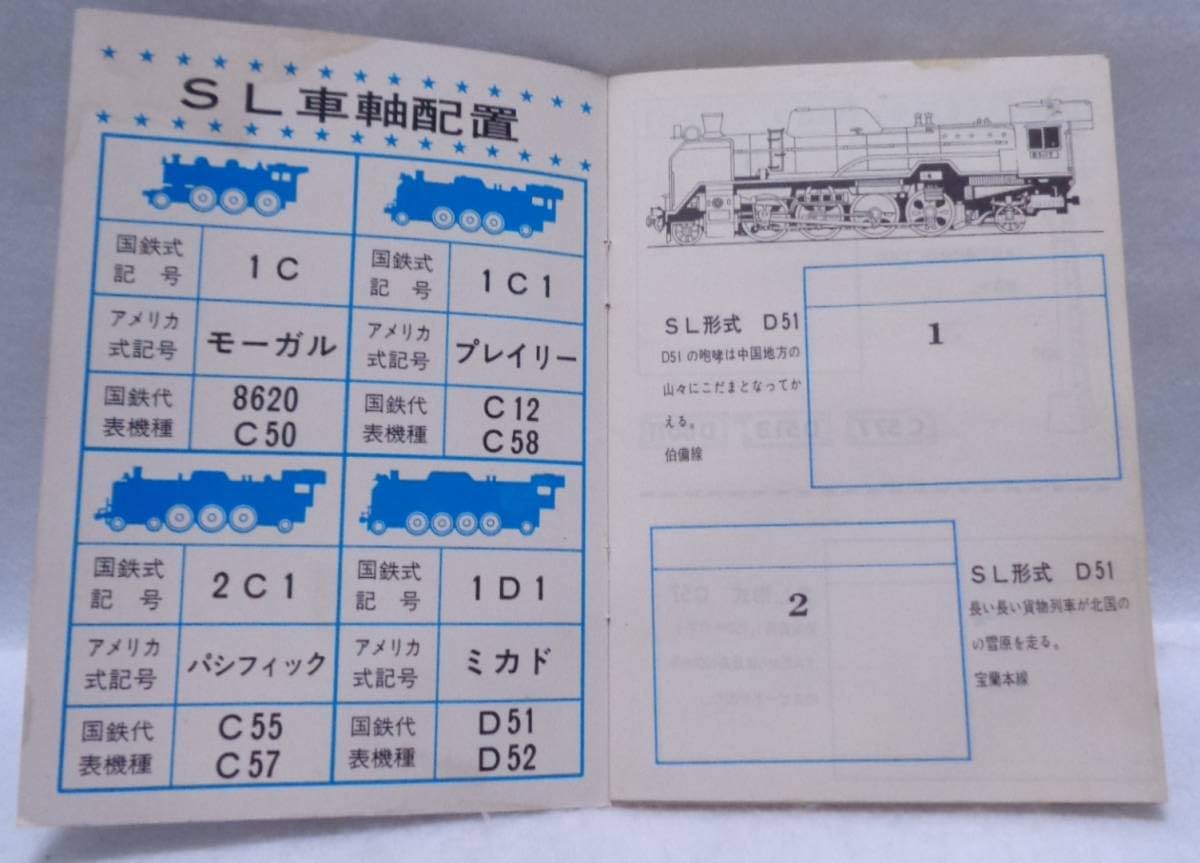 SL車軸配置
国鉄式
記号
1C
国鉄式
記号
1C1
アメリカ
式記号
モーガル
アメリカ
式記号
プレイリー
国鉄代
表機種
8620
C50
国鉄代
表機種
C12
C58
国鉄式
記号
2C1
国鉄式
記号
1D1
アメリカ
式記号
パシフィック
アメリカ
式記号
ミカド
国鉄代
表機種
C55
C57
国鉄代
表機種
D51
D52
SL形式 D51
D51の咆哮は中国地方の
山々にこだまとなってか
える。
伯備線
1
2
SL形式 D51
長い長い貨物列車が北国の
の雪原を走る。
室蘭本線